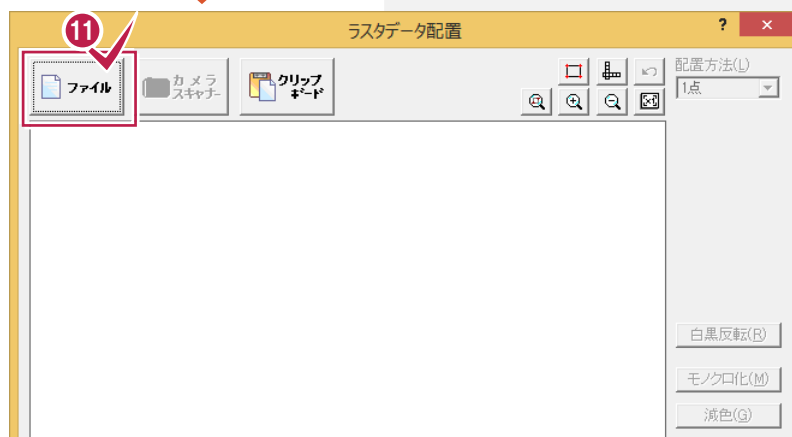 11
ラスタデータ配置
?
×
ファイル
カメラ
スキャナー
クリップ
ボード
配置方法(L)
1点
白黒反転(R)
モノクロ化(M)
減色(G)